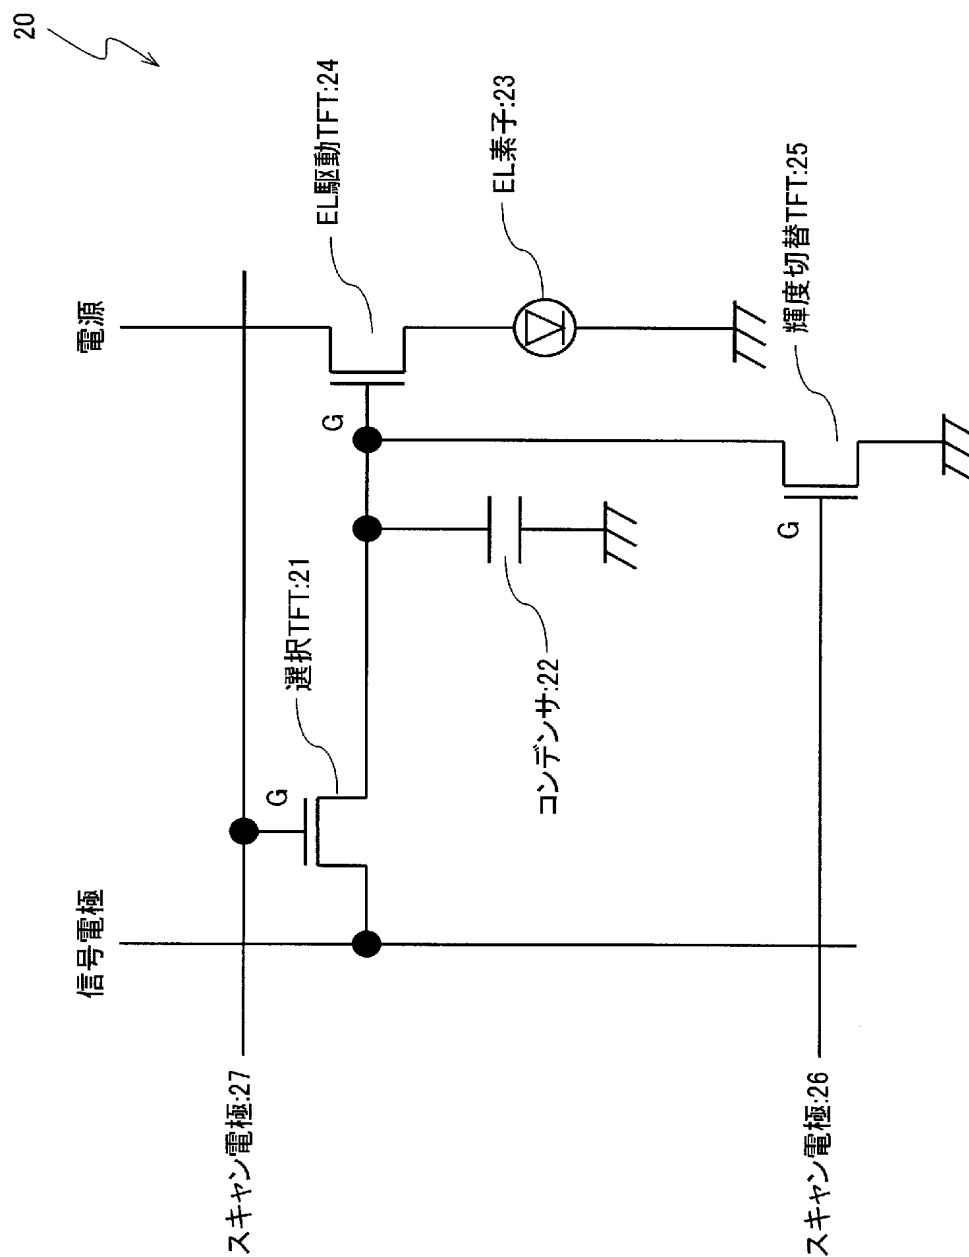 20
電源
信号電極
スキャン電極:27
G
選択TFT:21
G
EL駆動TFT:24
EL素子:23
コンデンサ:22
G
輝度切替TFT:25
スキャン電極:26